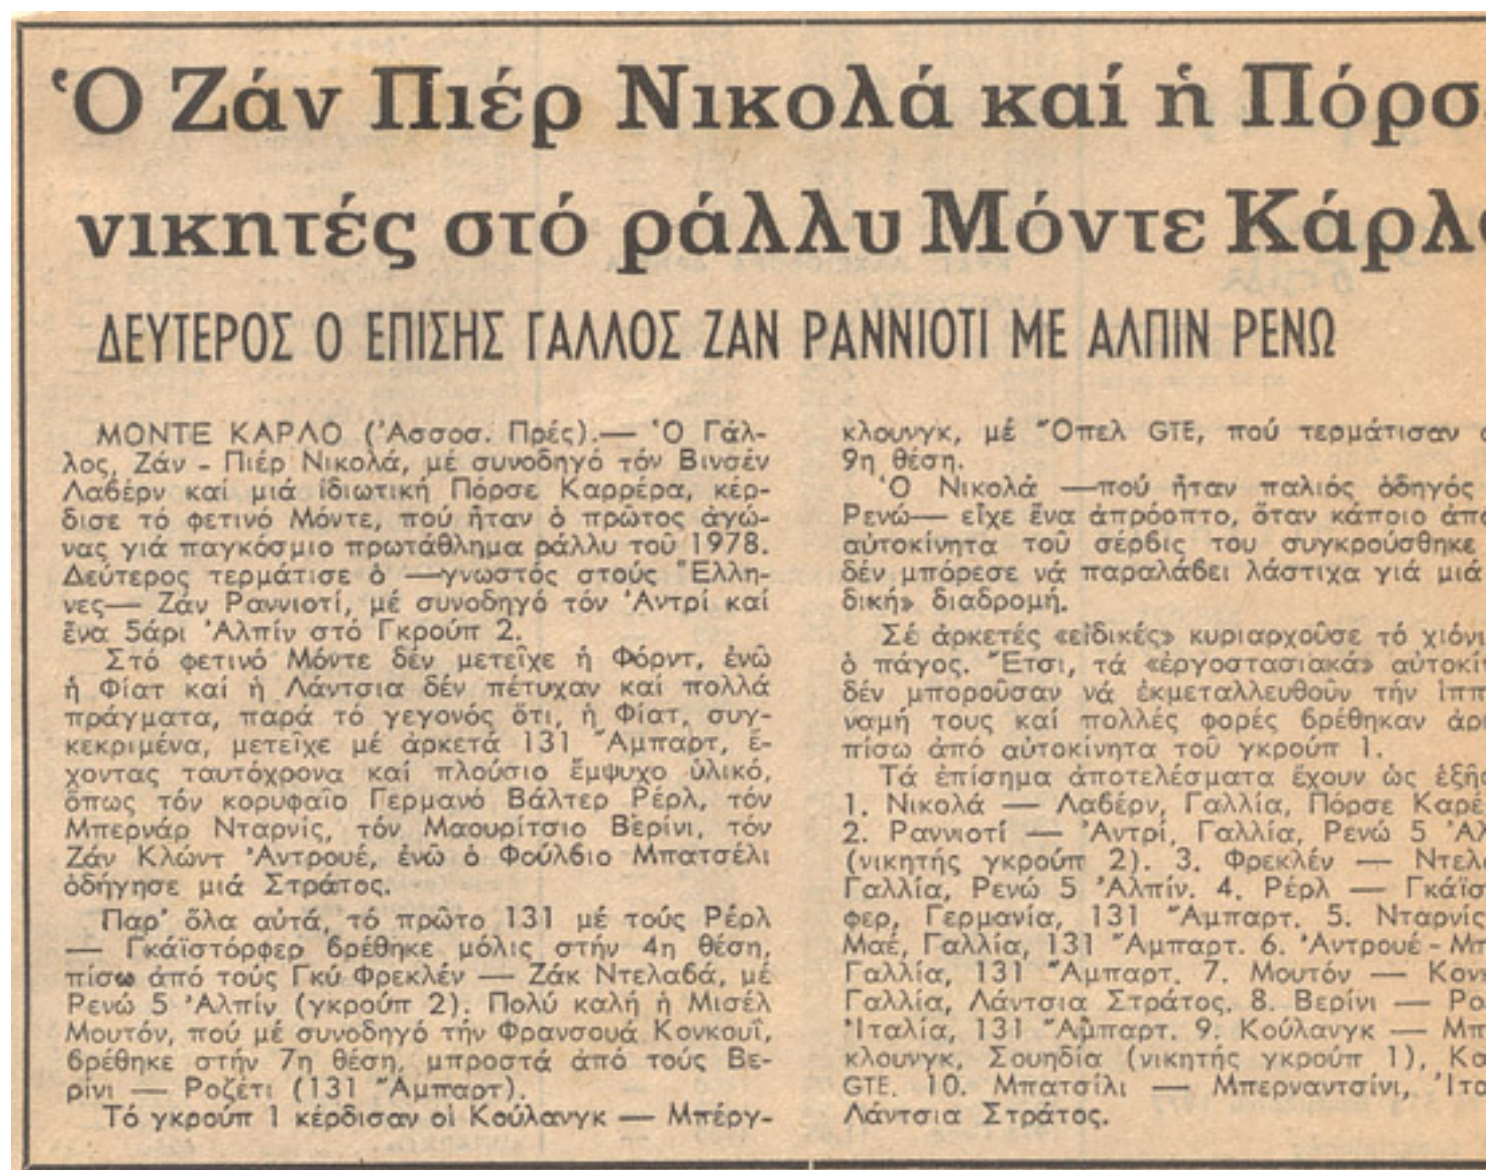 Ὁ Ζάν Πιέρ Νικολά καί ἡ Πόρσ
νικητές στό ράλλυ Μόντε Κάρλ
ΔΕΥΤΕΡΟΣ Ο ΕΠΙΣΗΣ ΓΑΛΛΟΣ ΖΑΝ ΡΑΝΝΙΟΤΙ ΜΕ ΑΛΠΙΝ ΡΕΝΩ
ΜΟΝΤΕ ΚΑΡΛΟ (Ἀσσοσ. Πρές).— Ὁ Γάλ-
λος, Ζάν - Πιέρ Νικολά, μέ συνοδηγό τόν Βινσέν
Λαβέρν καί μιά ἰδιωτική Πόρσε Καρρέρα, κέρ-
δισε τό φετινό Μόντε, πού ἦταν ὁ πρῶτος ἀγώ-
νας γιά παγκόσμιο πρωτάθλημα ράλλυ τοῦ 1978.
Δεύτερος τερμάτισε ὁ —γνωστός στούς Ἕλλη-
νες— Ζάν Ραννιοτί, μέ συνοδηγό τόν Ἀντρί καί
ἕνα 5άρι Ἀλπίν στό Γκρούπ 2.
Στό φετινό Μόντε δέν μετεῖχε ἡ Φόρντ, ἐνῶ
ἡ Φίατ καί ἡ Λάντσια δέν πέτυχαν καί πολλά
πράγματα, παρά τό γεγονός ὅτι, ἡ Φίατ, συγ-
κεκριμένα, μετεῖχε μέ ἀρκετά 131 Ἄμπαρτ, ἔ-
χοντας ταυτόχρονα καί πλούσιο ἔμψυχο ὑλικό,
ὅπως τόν κορυφαῖο Γερμανό Βάλτερ Ρέρλ, τόν
Μπερνάρ Νταρνίς, τόν Μαουρίτσιο Βερίνι, τόν
Ζάν Κλώντ Ἀντρουέ, ἐνῶ ὁ Φούλβιο Μπατσέλι
ὁδήγησε μιά Στράτος.
Παρ' ὅλα αὐτά, τό πρῶτο 131 μέ τούς Ρέρλ
— Γκάϊστόρφερ βρέθηκε μόλις στήν 4η θέση,
πίσω ἀπό τούς Γκύ Φρεκλέν — Ζάκ Ντελαβά, μέ
Ρενώ 5 Ἀλπίν (γκρούπ 2). Πολύ καλή ἡ Μισέλ
Μουτόν, πού μέ συνοδηγό τήν Φρανσουά Κονκουΐ,
βρέθηκε στήν 7η θέση, μπροστά ἀπό τούς Βε-
ρίνι — Ροζέτι (131 Ἄμπαρτ).
Τό γκρούπ 1 κέρδισαν οἱ Κούλανγκ — Μπέργ-
κλουνγκ, μέ Ὄπελ GTE, πού τερμάτισαν
9η θέση.
Ὁ Νικολά —πού ἦταν παλιός ὁδηγός
Ρενώ— εἶχε ἕνα ἀπρόοπτο, ὅταν κάποιο ἀπ
αὐτοκίνητα τοῦ σέρβις του συγκρούσθηκε
δέν μπόρεσε νά παραλάβει λάστιχα γιά μιά
δική» διαδρομή.
Σέ ἀρκετές «εἰδικές» κυριαρχοῦσε τό χιόνι
ὁ πάγος. Ἔτσι, τά «ἐργοστασιακά» αὐτοκί
δέν μποροῦσαν νά ἐκμεταλλευθοῦν τήν ἱππ
ναμή τους καί πολλές φορές βρέθηκαν ἀρ
πίσω ἀπό αὐτοκίνητα τοῦ γκρούπ 1.
Τά ἐπίσημα ἀποτελέσματα ἔχουν ὡς ἑξῆς
1. Νικολά — Λαβέρν, Γαλλία, Πόρσε Καρέ
2. Ραννιοτί — Ἀντρί, Γαλλία, Ρενώ 5 Ἀλ
(νικητής γκρούπ 2). 3. Φρεκλέν — Ντελ
Γαλλία, Ρενώ 5 Ἀλπίν. 4. Ρέρλ — Γκάϊσ
φερ, Γερμανία, 131 Ἄμπαρτ. 5. Νταρνίς
Μαέ, Γαλλία, 131 Ἄμπαρτ. 6. Ἀντρουέ - Μπ
Γαλλία, 131 Ἄμπαρτ. 7. Μουτόν — Κον
Γαλλία, Λάντσια Στράτος. 8. Βερίνι — Ρο
Ἰταλία, 131 Ἄμπαρτ. 9. Κούλανγκ — Μπ
κλουνγκ, Σουηδία (νικητής γκρούπ 1), Κα
GTE. 10. Μπατσίλι — Μπερναντσίνι, Ἰτα
Λάντσια Στράτος.